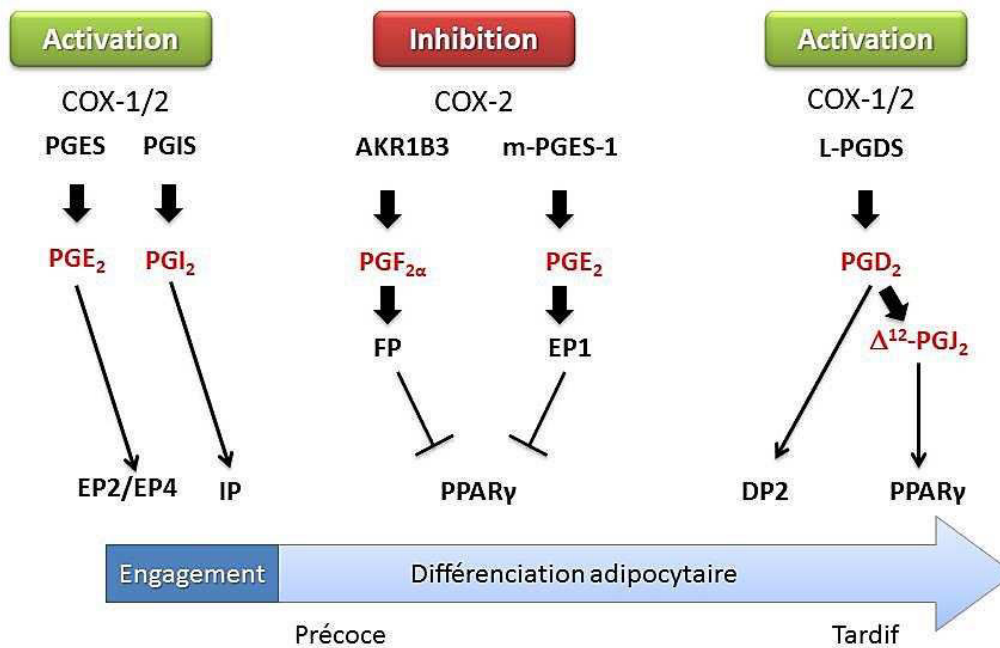 Activation
Inhibition
Activation
COX-1/2
COX-2
COX-1/2
PGES PGIS
AKR1B3 m-PGES-1
L-PGDS
PGE₂ PGI₂
PGF₂α PGE₂
PGD₂
FP EP1
Δ¹²-PGJ₂
EP2/EP4 IP
PPARγ
DP2 PPARγ
Engagement
Différenciation adipocytaire
Précoce
Tardif